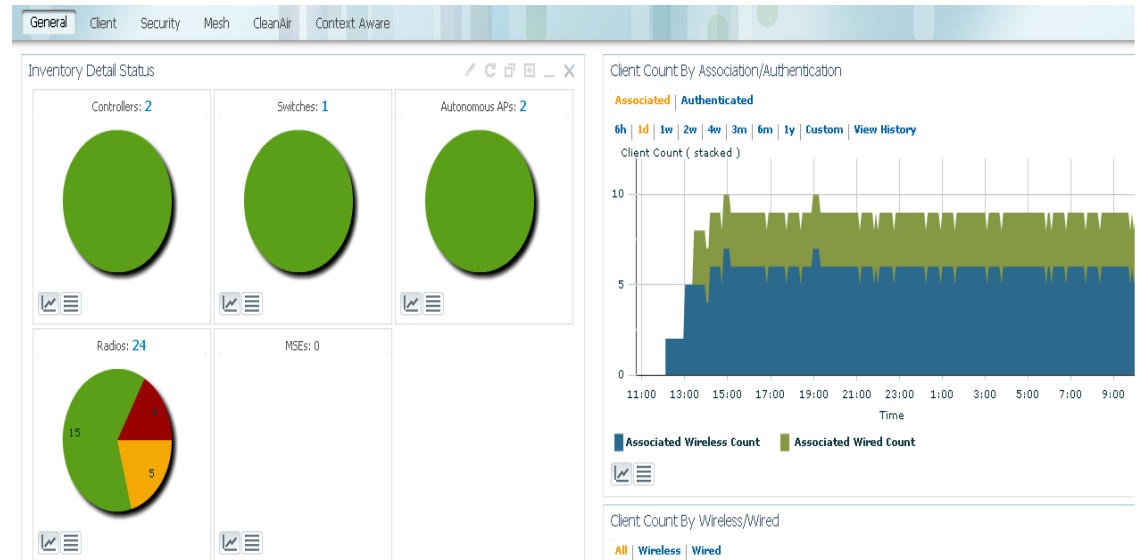 General Client Security Mesh CleanAir Context Aware
Inventory Detail Status
Controllers: 2
Switches: 1
Autonomous APs: 2
Radios: 24
4
15
5
MSEs: 0
Client Count By Association/Authentication
Associated | Authenticated
6h | 1d | 1w | 2w | 4w | 3m | 6m | 1y | Custom | View History
Client Count ( stacked )
10
5
0
11:00 13:00 15:00 17:00 19:00 21:00 23:00 1:00 3:00 5:00 7:00 9:00
Time
Associated Wireless Count Associated Wired Count
Client Count By Wireless/Wired
All | Wireless | Wired